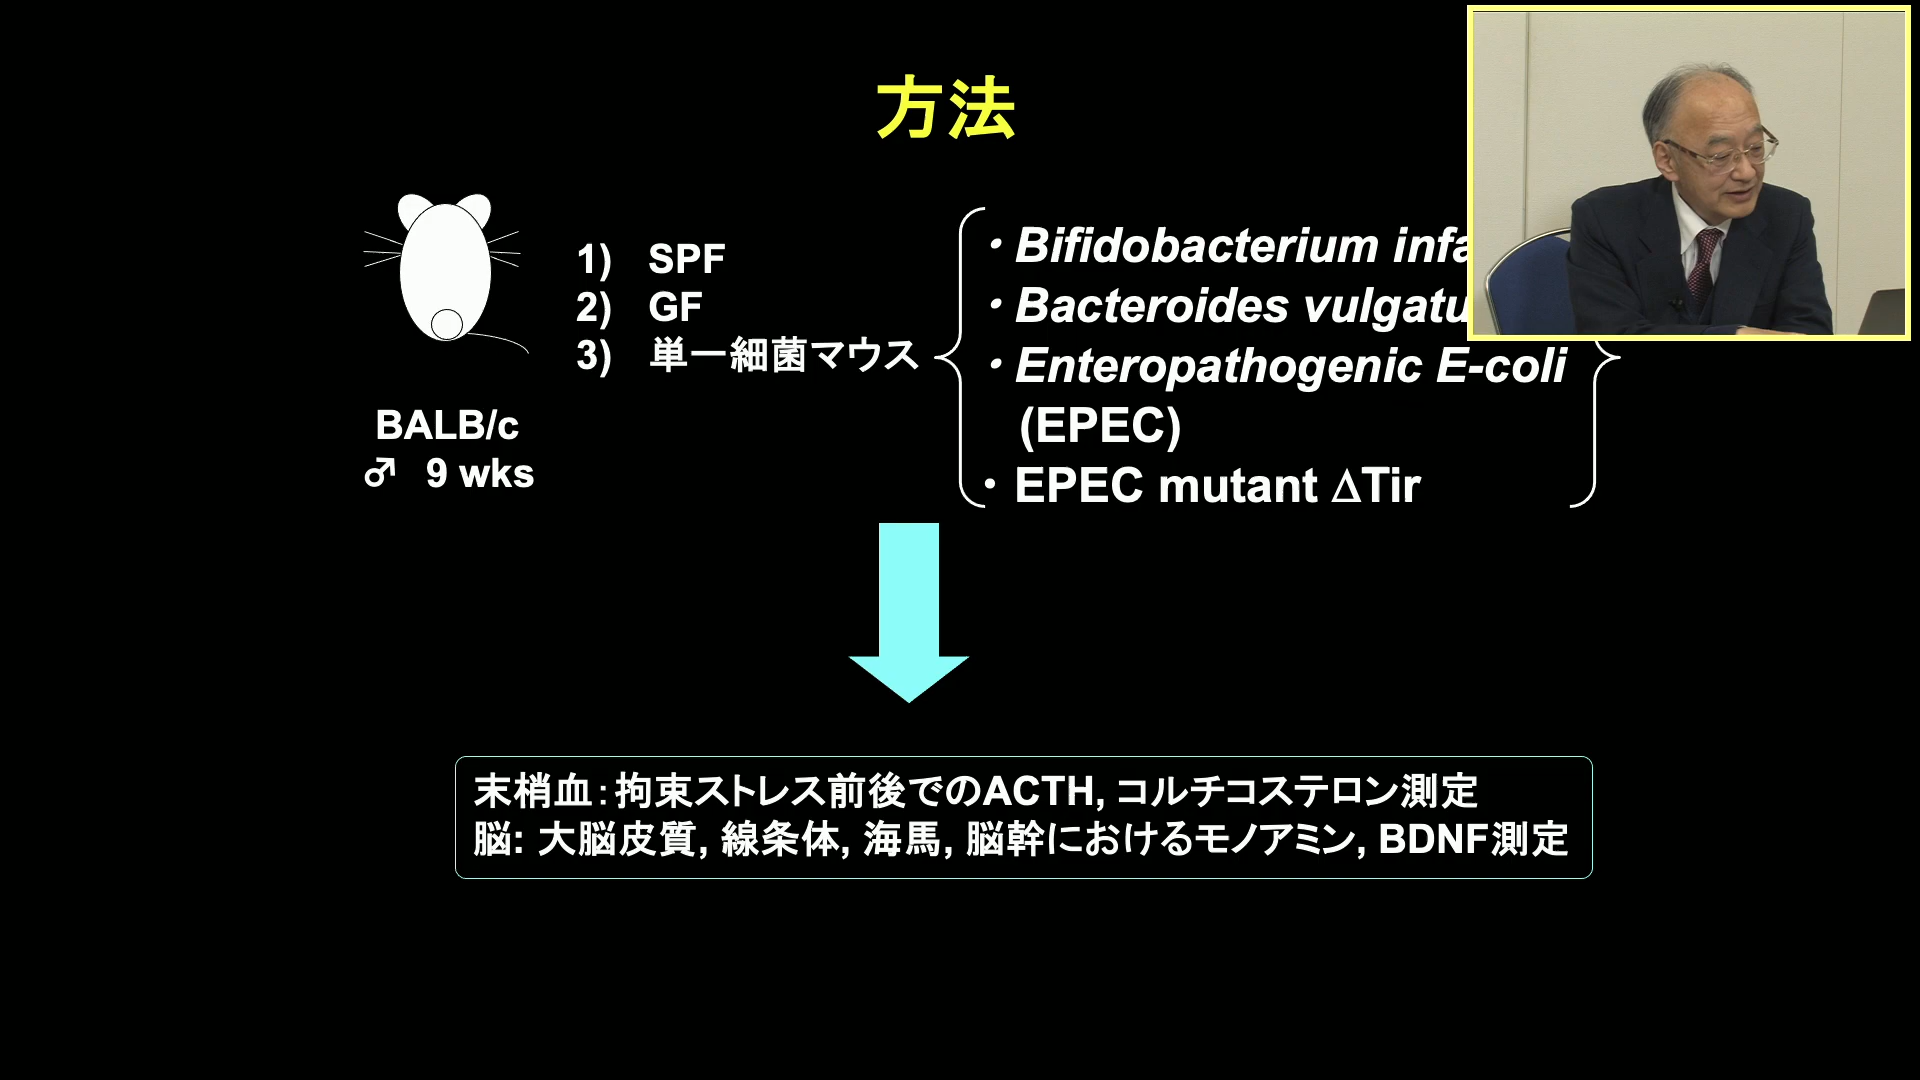 方法
1) SPF
2) GF
3) 単一細菌マウス
BALB/c
♂ 9 wks
・Bifidobacterium
・Bacteroides
・Enteropathogenic E-coli
(EPEC)
・EPEC mutant ΔTir
末梢血：拘束ストレス前後でのACTH, コルチコステロン測定
脳: 大脳皮質, 線条体, 海馬, 脳幹におけるモノアミン, BDNF測定